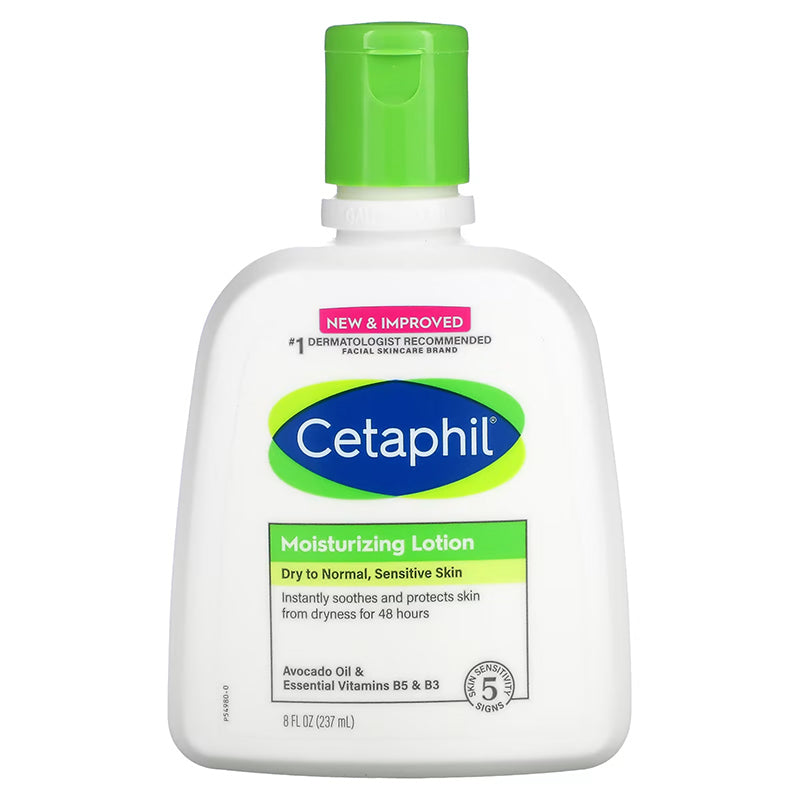 NEW & IMPROVED
#1 DERMATOLOGIST RECOMMENDED
FACIAL SKINCARE BRAND
Cetaphil®
Moisturizing Lotion
Dry to Normal, Sensitive Skin
Instantly soothes and protects skin
from dryness for 48 hours
Avocado Oil &
Essential Vitamins B5 & B3
SKIN SENSITIVITY
5
SIGNS
8 FL OZ (237 mL)
P54980-0